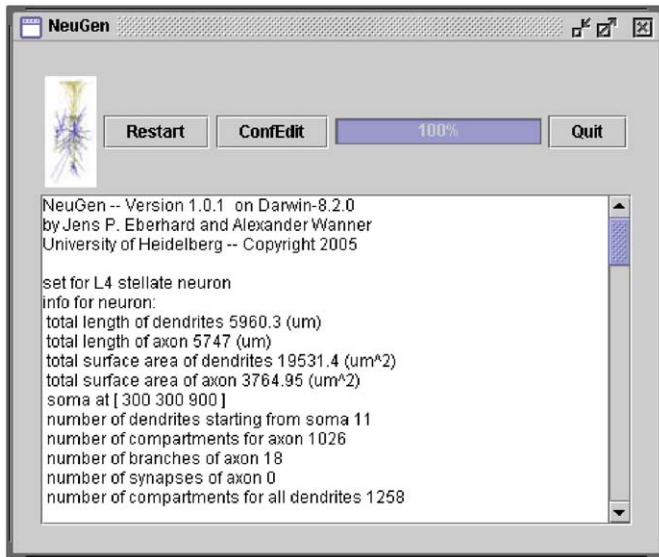 NeuGen
Restart
ConfEdit
100%
Quit
NeuGen -- Version 1.0.1 on Darwin-8.2.0
by Jens P. Eberhard and Alexander Wanner
University of Heidelberg -- Copyright 2005
set for L4 stellate neuron
info for neuron:
total length of dendrites 5960.3 (um)
total length of axon 5747 (um)
total surface area of dendrites 19531.4 (um^2)
total surface area of axon 3764.95 (um^2)
soma at [ 300 300 900 ]
number of dendrites starting from soma 11
number of compartments for axon 1026
number of branches of axon 18
number of synapses of axon 0
number of compartments for all dendrites 1258